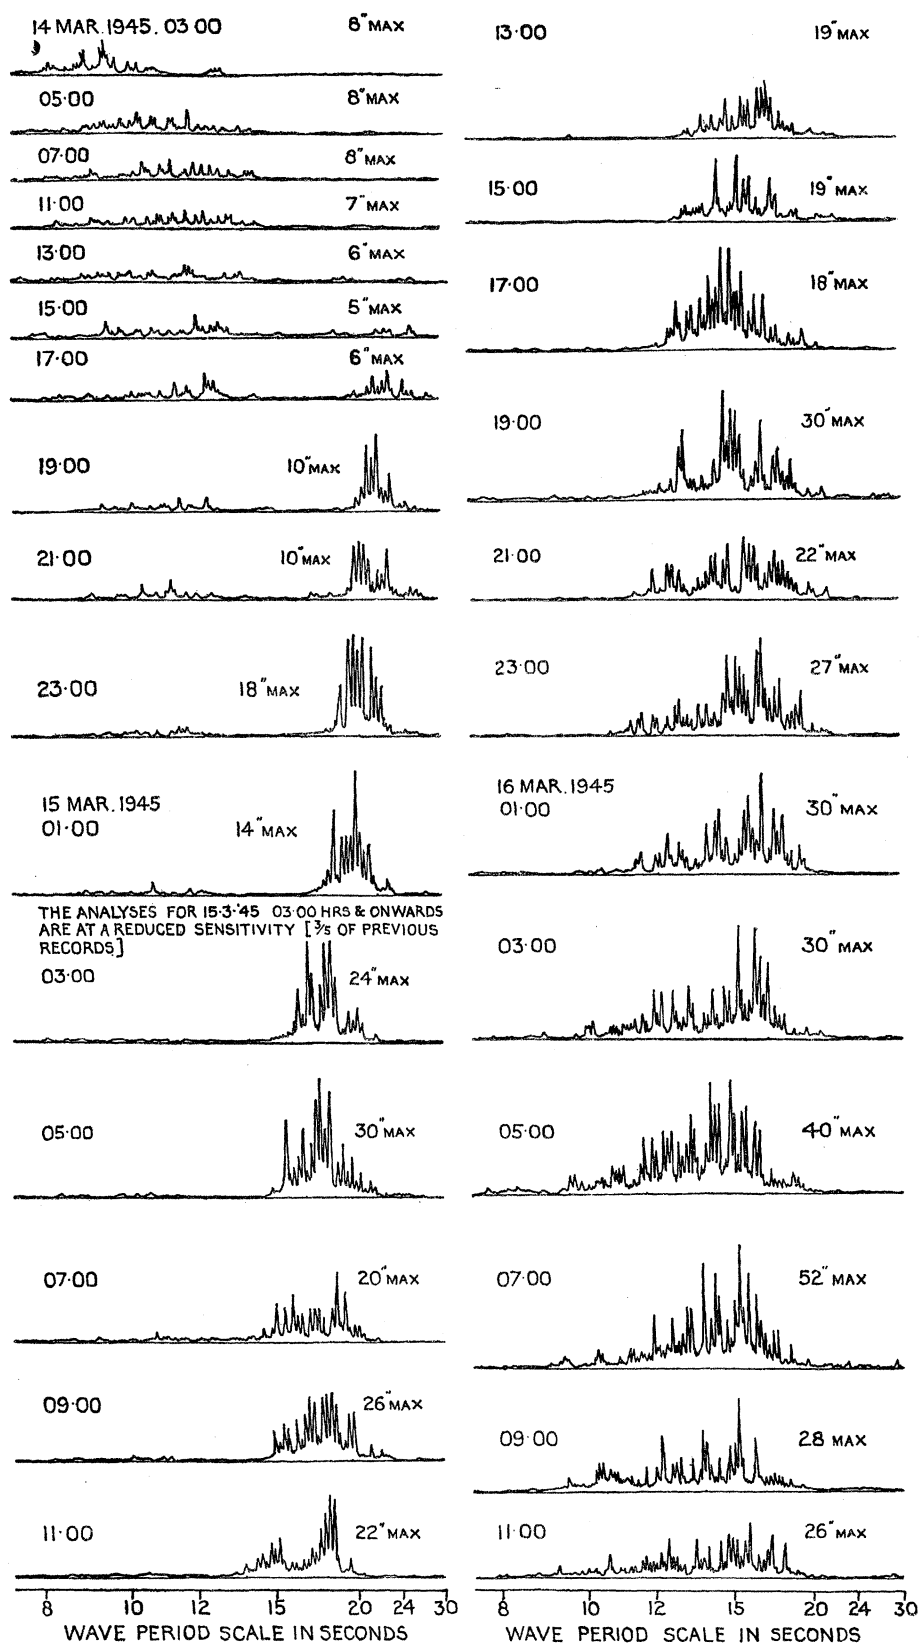 14 MAR. 1945. 03·00 8" MAX
05·00 8" MAX
07·00 8" MAX
11·00 7" MAX
13·00 6" MAX
15·00 5" MAX
17·00 6" MAX
19·00 10" MAX
21·00 10" MAX
23·00 18" MAX
15 MAR. 1945
01·00 14" MAX
THE ANALYSES FOR 15·3·'45 03·00 HRS & ONWARDS
ARE AT A REDUCED SENSITIVITY [3/5 OF PREVIOUS
RECORDS]
03·00 24" MAX
05·00 30" MAX
07·00 20" MAX
09·00 26" MAX
11·00 22" MAX
8 10 12 15 20 24 30
WAVE PERIOD SCALE IN SECONDS
13·00 19" MAX
15·00 19" MAX
17·00 18" MAX
19·00 30" MAX
21·00 22" MAX
23·00 27" MAX
16 MAR. 1945
01·00 30" MAX
03·00 30" MAX
05·00 40" MAX
07·00 52" MAX
09·00 28 MAX
11·00 26" MAX
8 10 12 15 20 24 30
WAVE PERIOD SCALE IN SECONDS